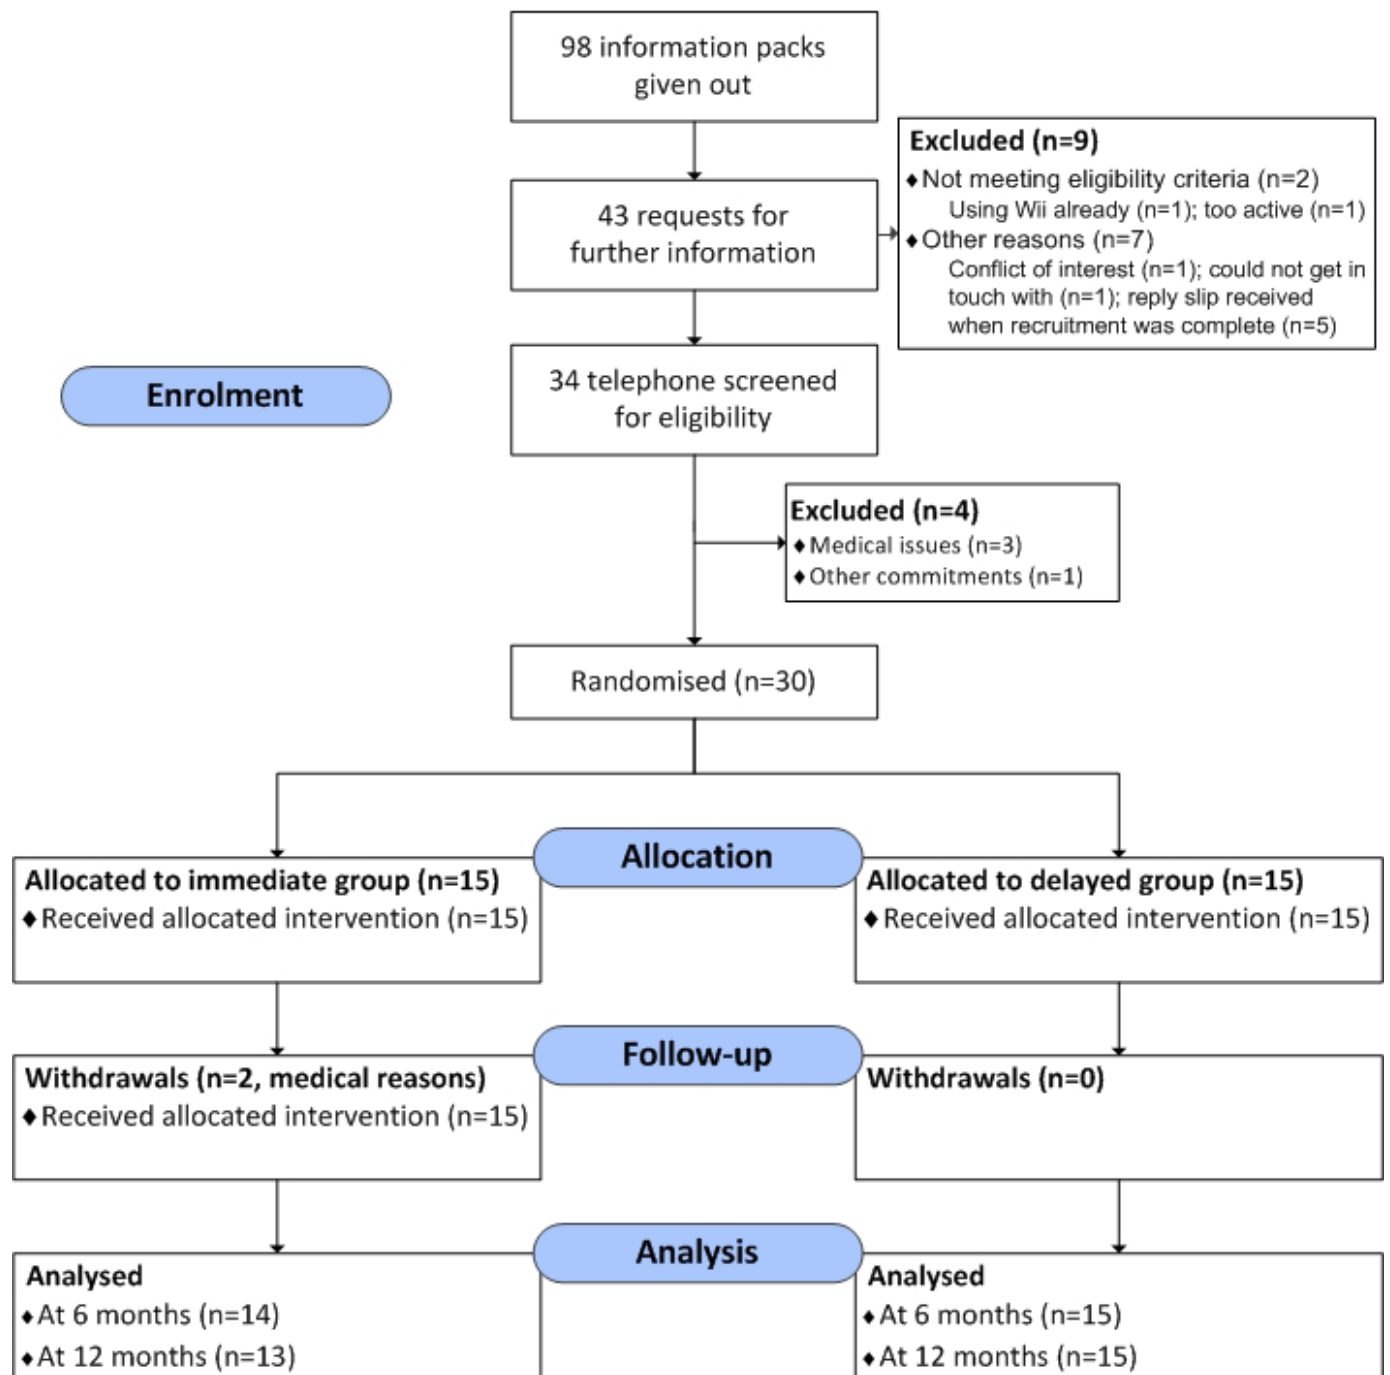 98 information packs
given out
43 requests for
further information
Excluded (n=9)
♦Not meeting eligibility criteria (n=2)
Using Wii already (n=1); too active (n=1)
♦Other reasons (n=7)
Conflict of interest (n=1); could not get in
touch with (n=1); reply slip received
when recruitment was complete (n=5)
34 telephone screened
for eligibility
Enrolment
Excluded (n=4)
♦Medical issues (n=3)
♦Other commitments (n=1)
Randomised (n=30)
Allocation
Allocated to immediate group (n=15)
♦Received allocated intervention (n=15)
Allocated to delayed group (n=15)
♦Received allocated intervention (n=15)
Follow-up
Withdrawals (n=2, medical reasons)
♦Received allocated intervention (n=15)
Withdrawals (n=0)
Analysis
Analysed
♦At 6 months (n=14)
♦At 12 months (n=13)
Analysed
♦At 6 months (n=15)
♦At 12 months (n=15)